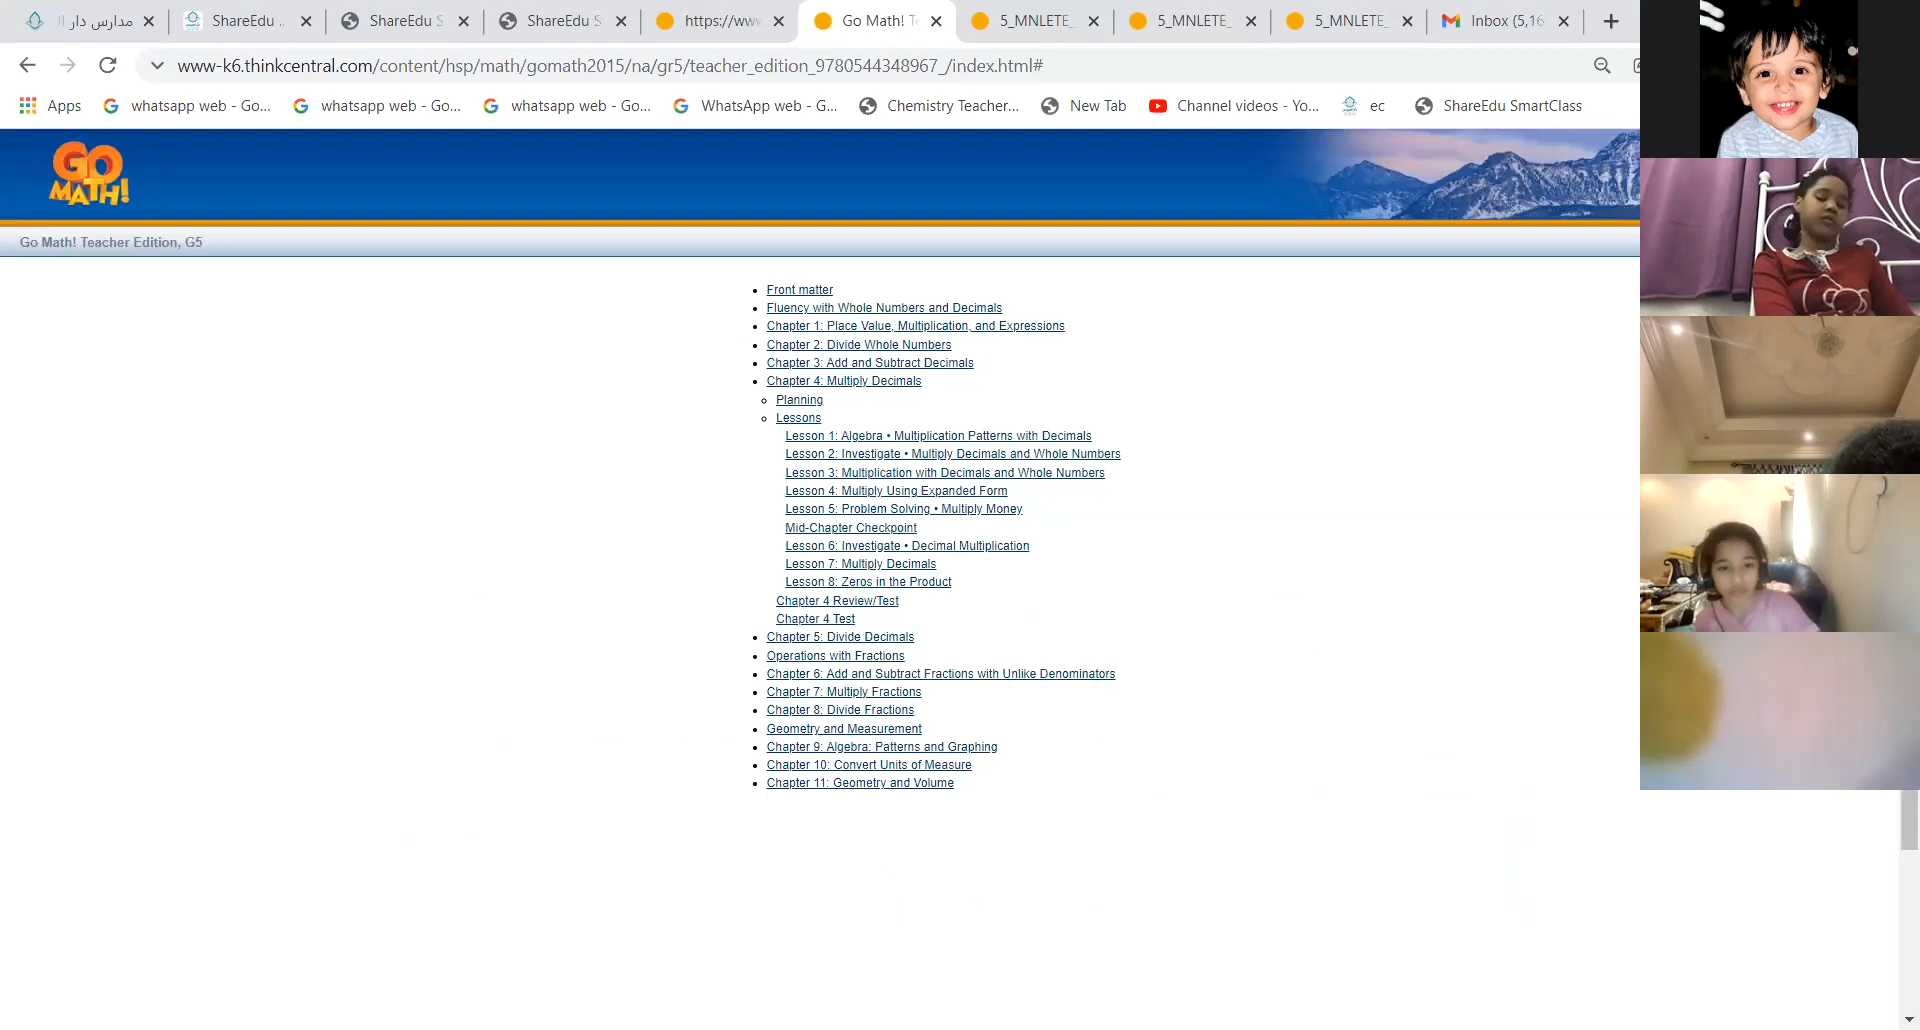 مدارس دار ال
ShareEdu
ShareEdu S
ShareEdu S
https://www
Go Math! T
5_MNLETE_
5_MNLETE_
5_MNLETE_
Inbox (5,16
www-k6.thinkcentral.com/content/hsp/math/gomath2015/na/gr5/teacher_edition_9780544348967_/index.html#
Apps
whatsapp web - Go...
whatsapp web - Go...
whatsapp web - Go...
WhatsApp web - G...
Chemistry Teacher...
New Tab
Channel videos - Yo...
ec
ShareEdu SmartClass
GO
MATH!
Go Math! Teacher Edition, G5
Front matter
Fluency with Whole Numbers and Decimals
Chapter 1: Place Value, Multiplication, and Expressions
Chapter 2: Divide Whole Numbers
Chapter 3: Add and Subtract Decimals
Chapter 4: Multiply Decimals
Planning
Lessons
Lesson 1: Algebra • Multiplication Patterns with Decimals
Lesson 2: Investigate • Multiply Decimals and Whole Numbers
Lesson 3: Multiplication with Decimals and Whole Numbers
Lesson 4: Multiply Using Expanded Form
Lesson 5: Problem Solving • Multiply Money
Mid-Chapter Checkpoint
Lesson 6: Investigate • Decimal Multiplication
Lesson 7: Multiply Decimals
Lesson 8: Zeros in the Product
Chapter 4 Review/Test
Chapter 4 Test
Chapter 5: Divide Decimals
Operations with Fractions
Chapter 6: Add and Subtract Fractions with Unlike Denominators
Chapter 7: Multiply Fractions
Chapter 8: Divide Fractions
Geometry and Measurement
Chapter 9: Algebra: Patterns and Graphing
Chapter 10: Convert Units of Measure
Chapter 11: Geometry and Volume